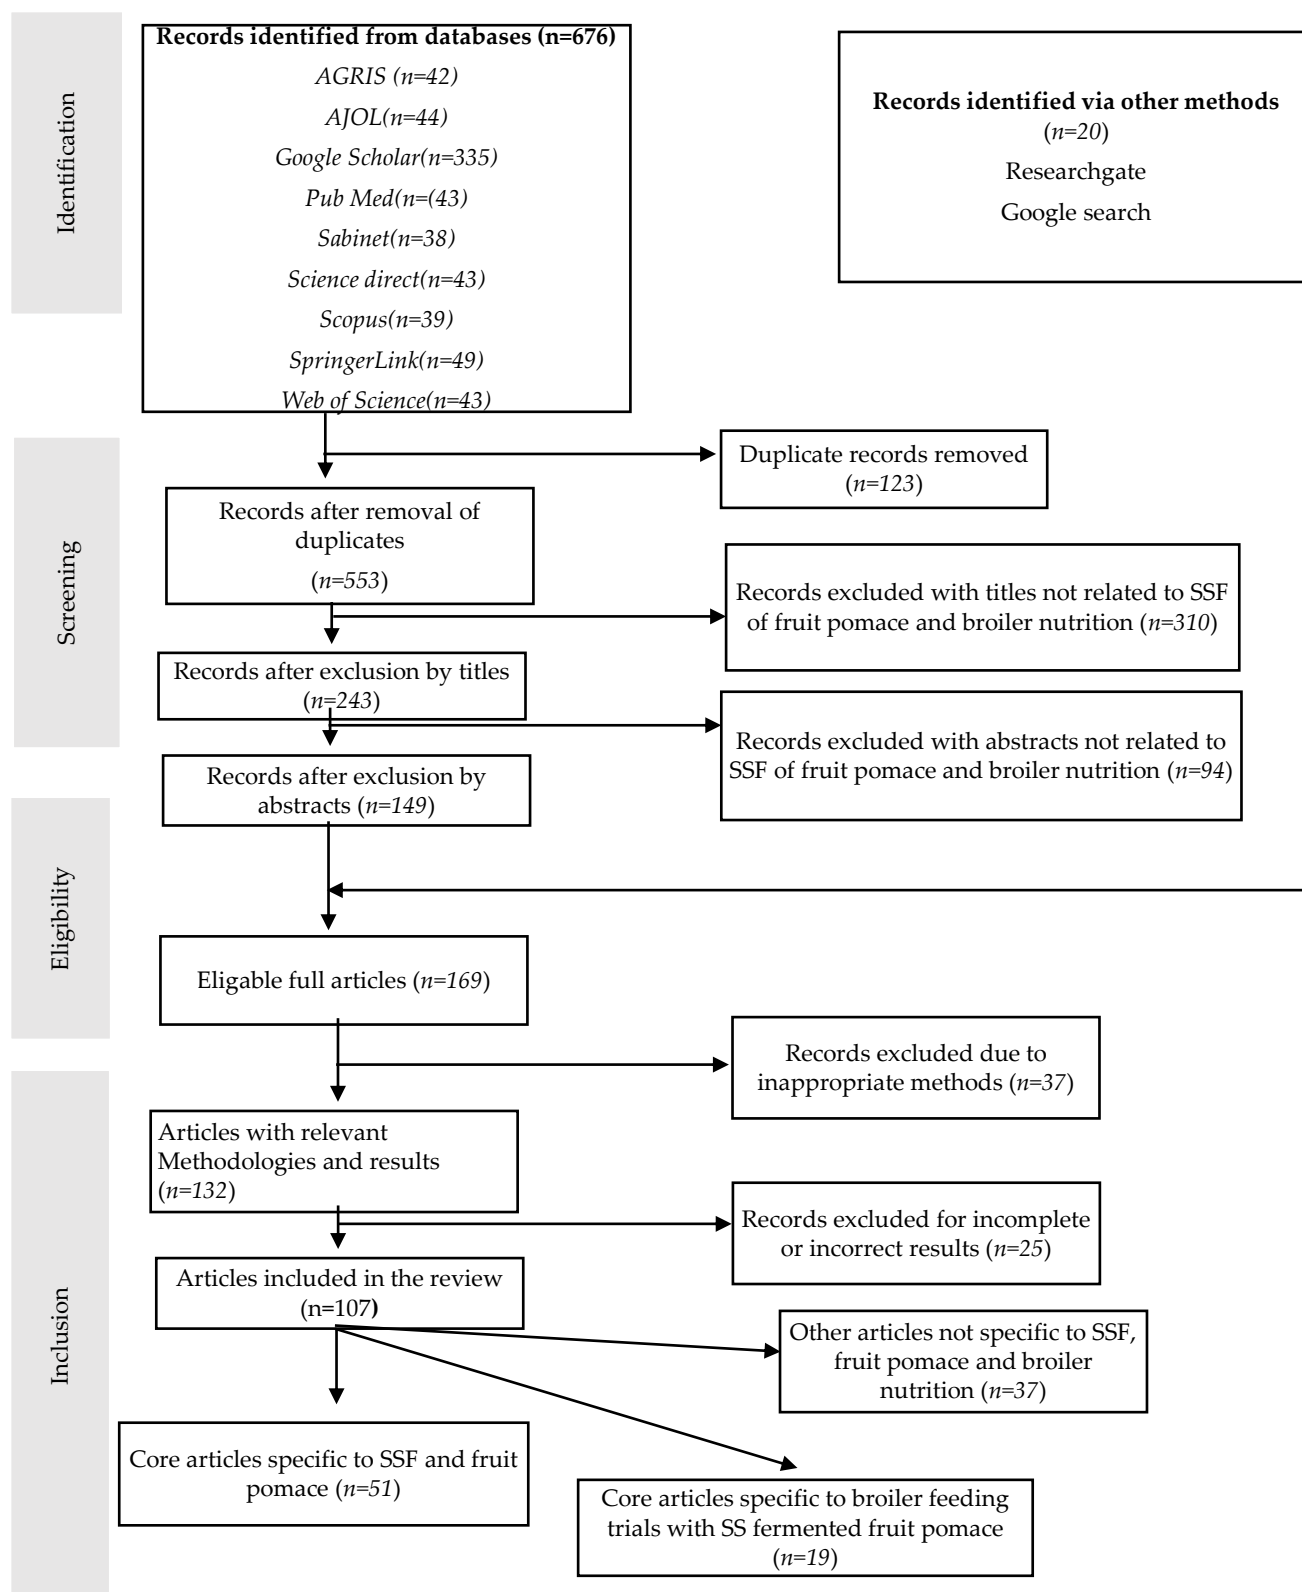 Identification
Records identified from databases (n=676)
AGRIS (n=42)
AJOL(n=44)
Google Scholar(n=335)
Pub Med(n=(43)
Sabinet(n=38)
Science direct(n=43)
Scopus(n=39)
SpringerLink(n=49)
Web of Science(n=43)
Records identified via other methods
(n=20)
Researchgate
Google search
Screening
Duplicate records removed
(n=123)
Records after removal of
duplicates
(n=553)
Records excluded with titles not related to SSF
of fruit pomace and broiler nutrition (n=310)
Records after exclusion by titles
(n=243)
Records excluded with abstracts not related to
SSF of fruit pomace and broiler nutrition (n=94)
Records after exclusion by
abstracts (n=149)
Eligibility
Eligable full articles (n=169)
Records excluded due to
inappropriate methods (n=37)
Inclusion
Articles with relevant
Methodologies and results
(n=132)
Records excluded for incomplete
or incorrect results (n=25)
Articles included in the review
(n=107)
Other articles not specific to SSF,
fruit pomace and broiler
nutrition (n=37)
Core articles specific to SSF and fruit
pomace (n=51)
Core articles specific to broiler feeding
trials with SS fermented fruit pomace
(n=19)